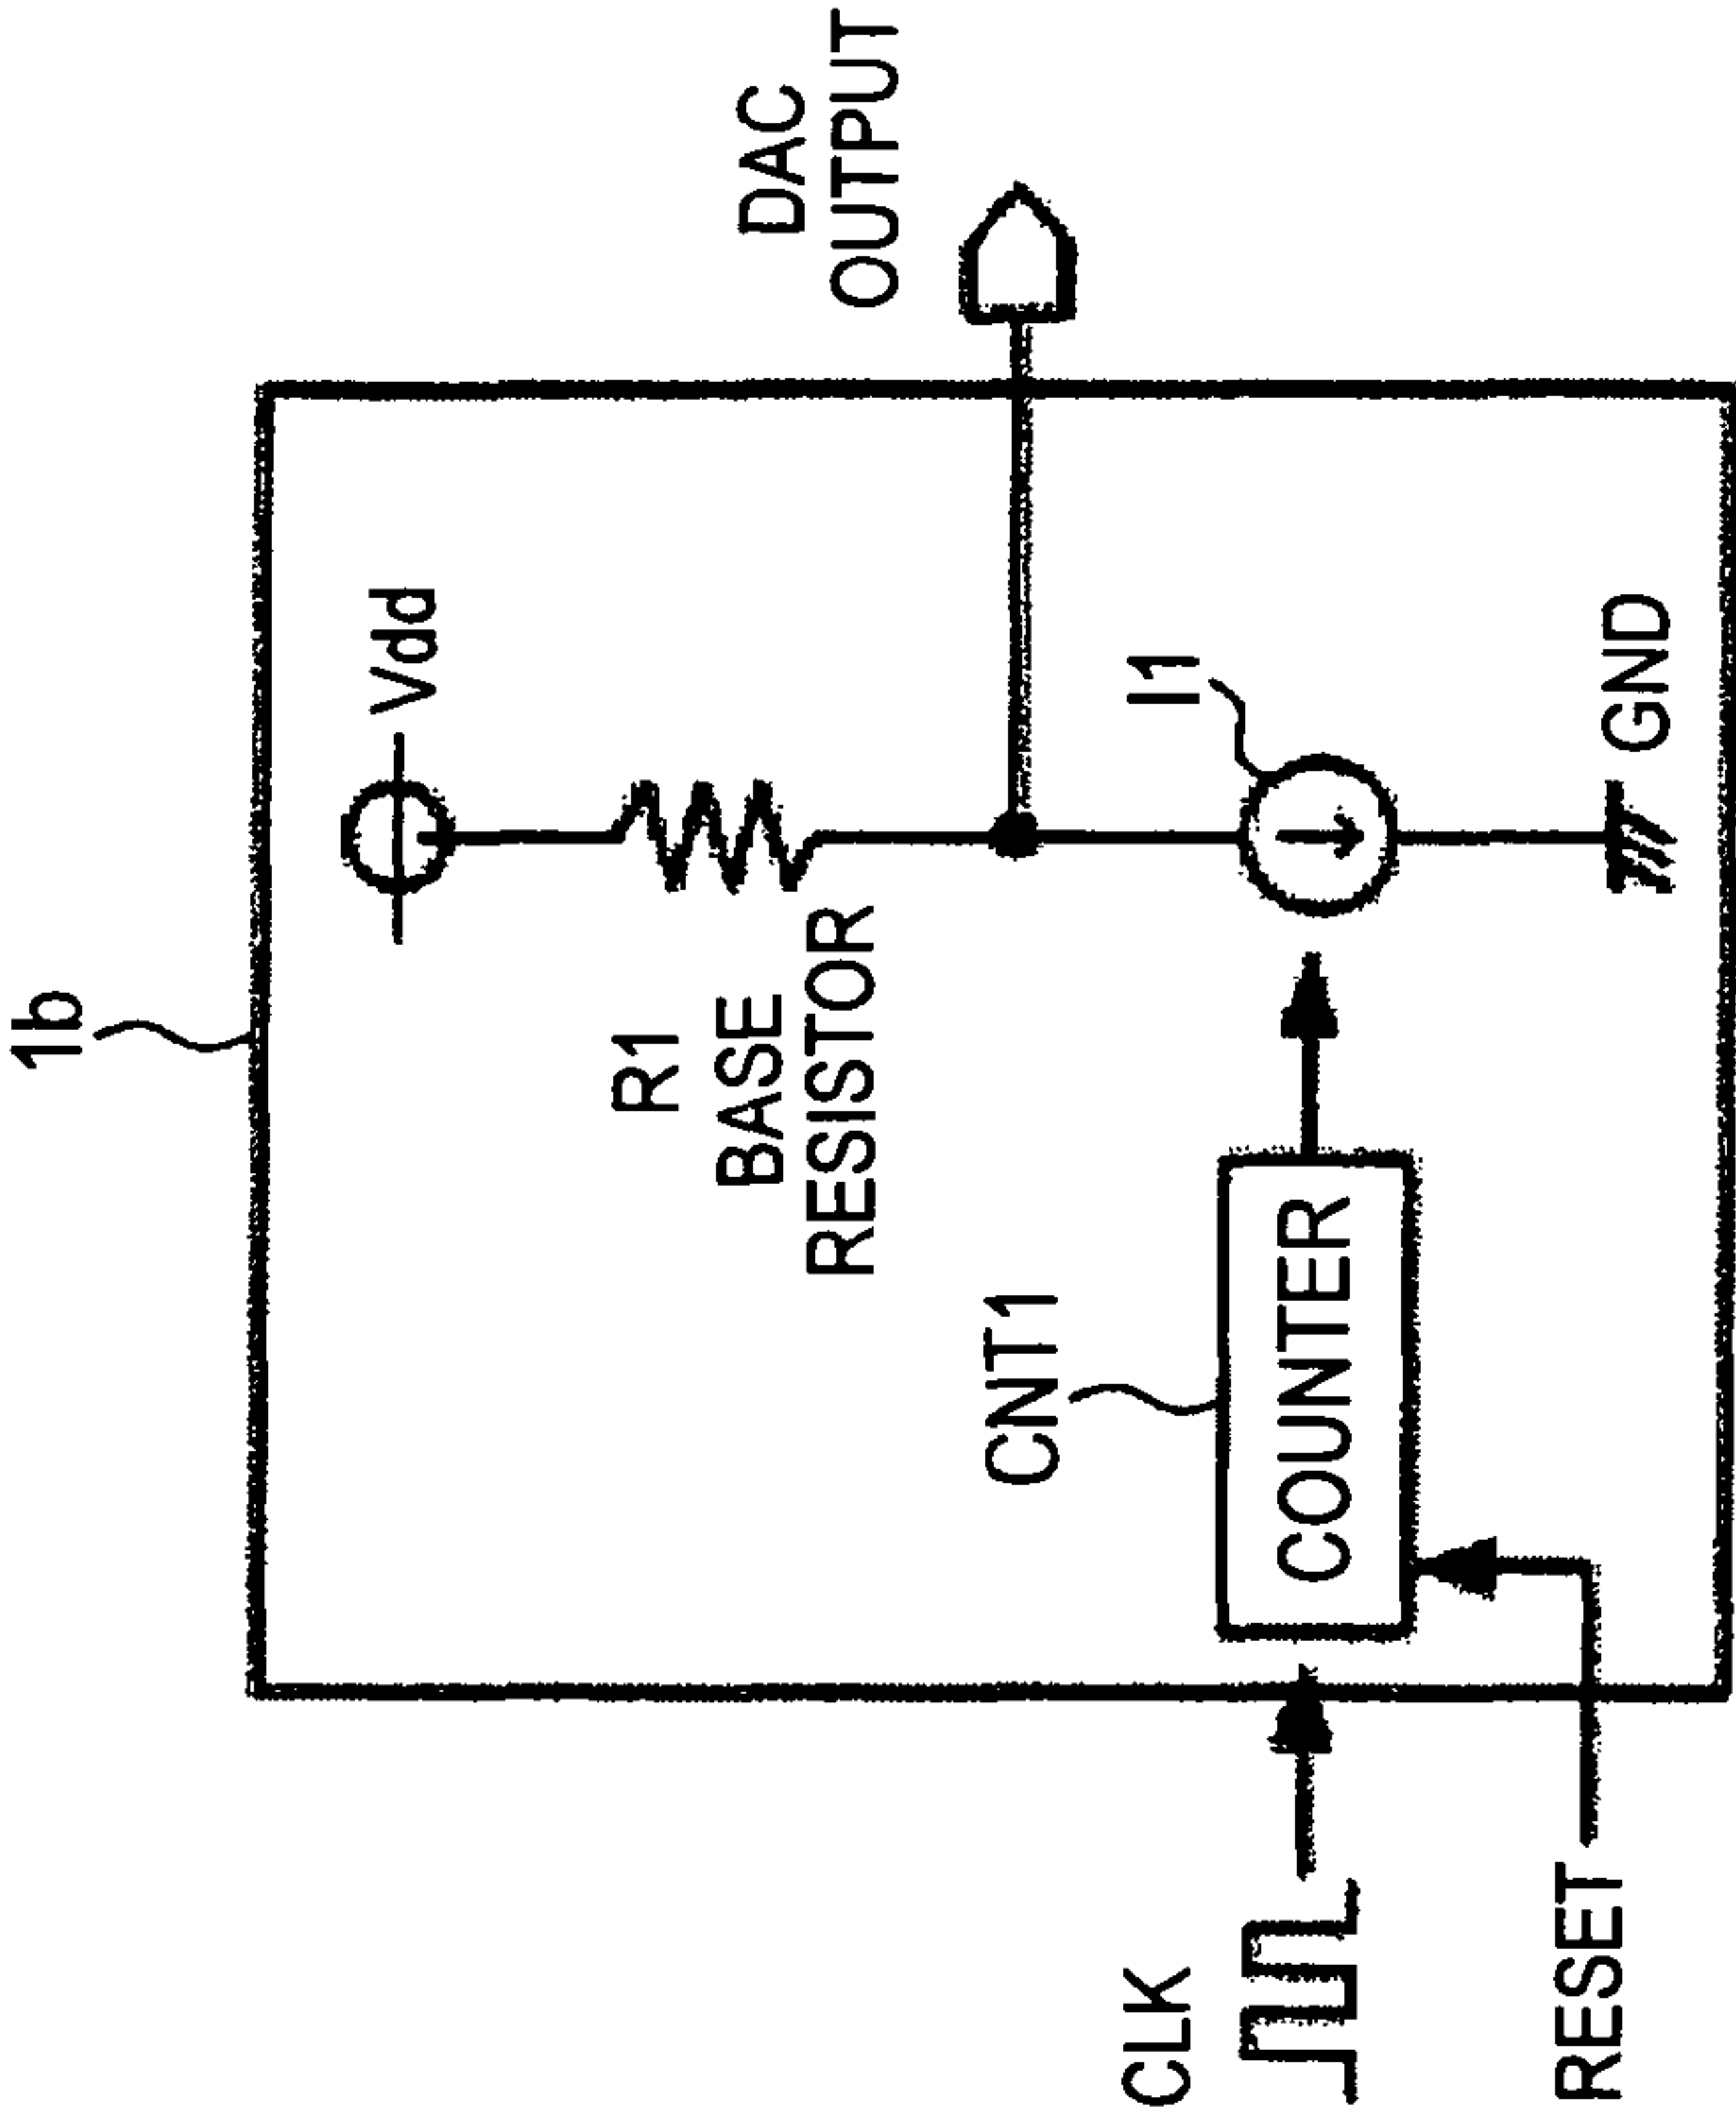 1b
Vdd
R1
BASE
RESISTOR
DAC
OUTPUT
CNT1
I1
CLK
COUNTER
RESET
GND